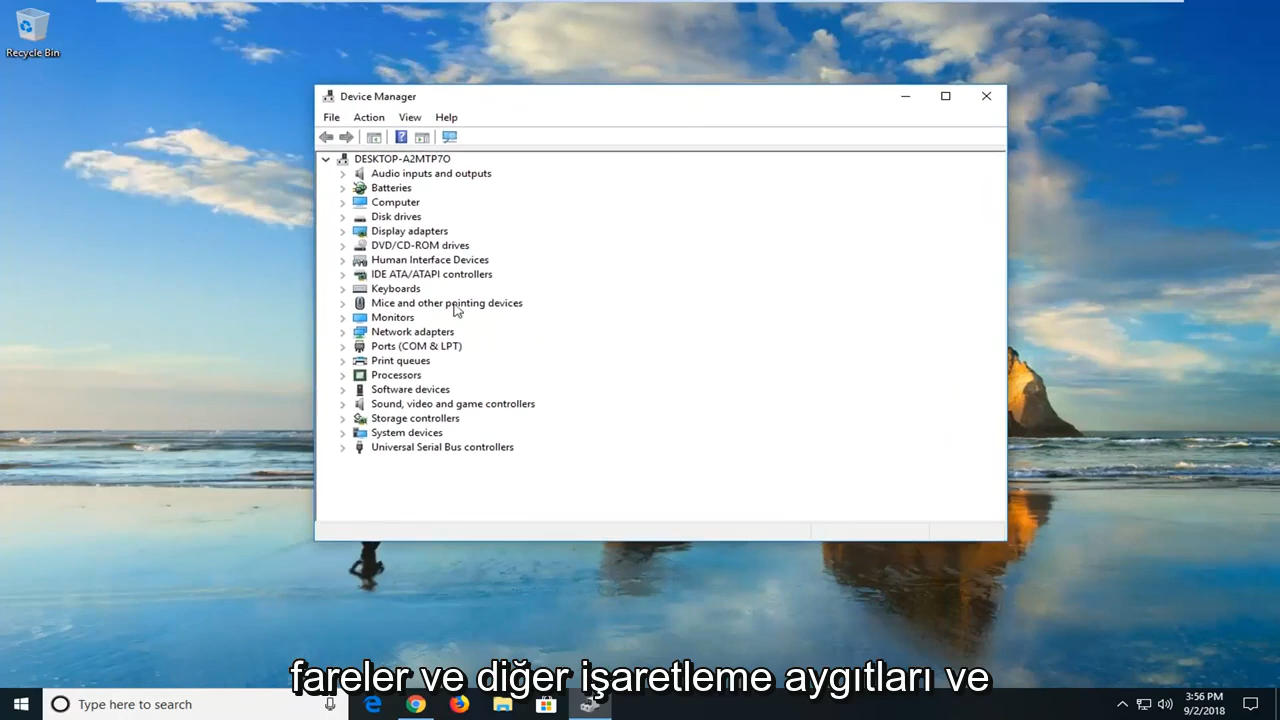 Recycle Bin
Device Manager
File Action View Help
DESKTOP-A2MTP7O
Audio inputs and outputs
Batteries
Computer
Disk drives
Display adapters
DVD/CD-ROM drives
Human Interface Devices
IDE ATA/ATAPI controllers
Keyboards
Mice and other pointing devices
Monitors
Network adapters
Ports (COM & LPT)
Print queues
Processors
Software devices
Sound, video and game controllers
Storage controllers
System devices
Universal Serial Bus controllers
fareler ve diğer işaretleme aygıtları ve
Type here to search
3:56 PM
9/2/2018